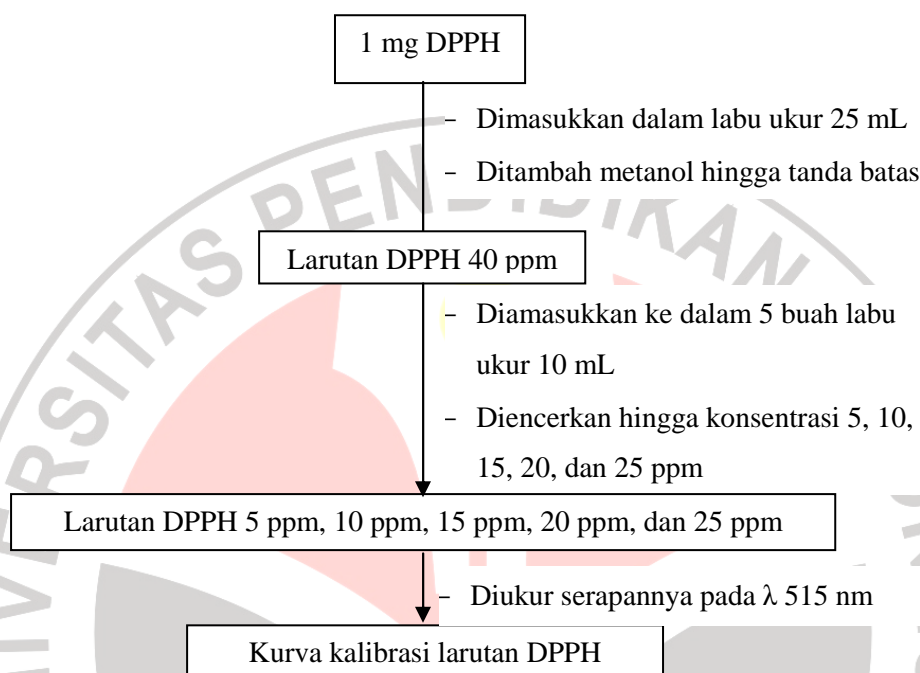 1 mg DPPH
- Dimasukkan dalam labu ukur 25 mL
- Ditambah metanol hingga tanda batas
Larutan DPPH 40 ppm
- Diamasukkan ke dalam 5 buah labu
ukur 10 mL
- Diencerkan hingga konsentrasi 5, 10,
15, 20, dan 25 ppm
Larutan DPPH 5 ppm, 10 ppm, 15 ppm, 20 ppm, dan 25 ppm
- Diukur serapannya pada λ 515 nm
Kurva kalibrasi larutan DPPH